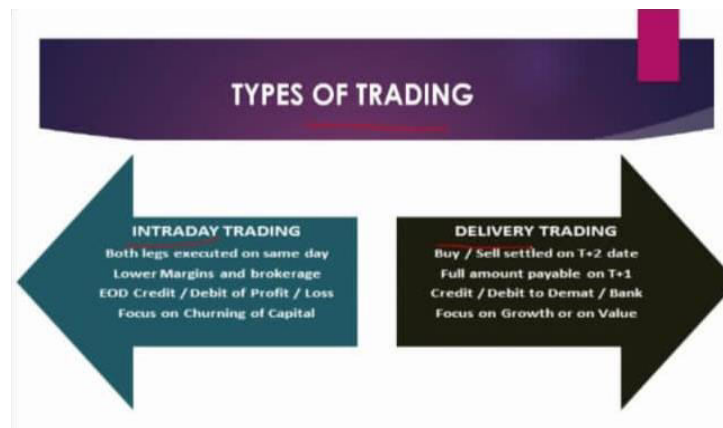 TYPES OF TRADING
INTRADAY TRADING
Both legs executed on same day
Lower Margins and brokerage
EOD Credit / Debit of Profit / Loss
Focus on Churning of Capital
DELIVERY TRADING
Buy / Sell settled on T+2 date
Full amount payable on T+1
Credit / Debit to Demat / Bank
Focus on Growth or on Value